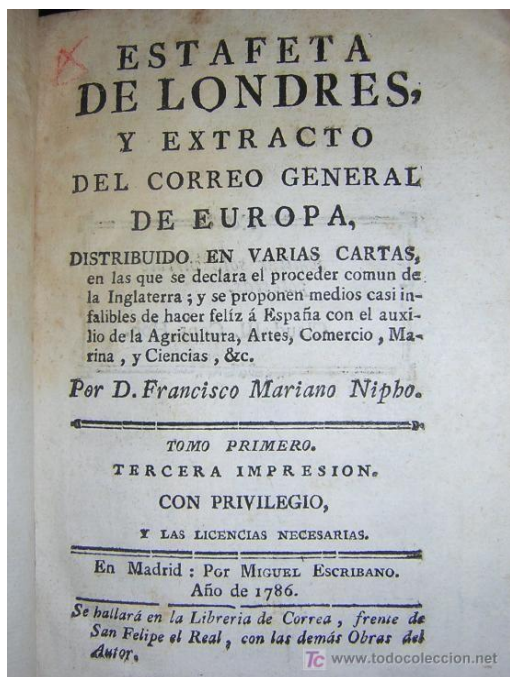 ESTAFETA
DE LONDRES,
Y EXTRACTO
DEL CORREO GENERAL
DE EUROPA,
DISTRIBUIDO EN VARIAS CARTAS,
en las que se declara el proceder comun de
la Inglaterra ; y se proponen medios casi in-
falibles de hacer felíz á España con el auxi-
lio de la Agricultura, Artes, Comercio, Ma-
rina, y Ciencias, &c.
Por D. Francisco Mariano Nipho.
TOMO PRIMERO.
TERCERA IMPRESION.
CON PRIVILEGIO,
Y LAS LICENCIAS NECESARIAS.
En Madrid : Por MIGUEL ESCRIBANO.
Año de 1786.
Se hallará en la Libreria de Correa, frente de
San Felipe el Real, con las demás Obras del
Autor.
TC www.todocoleccion.net